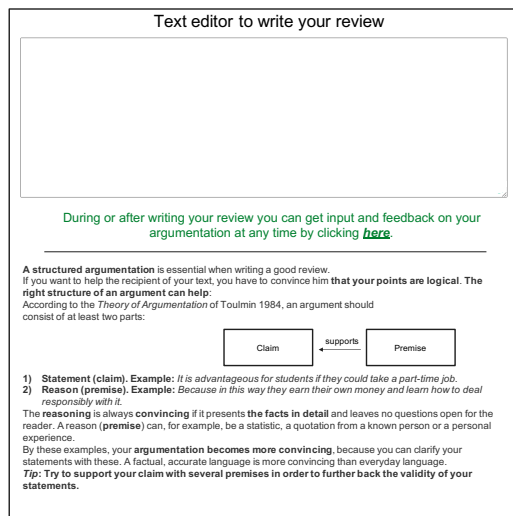 Text editor to write your review
During or after writing your review you can get input and feedback on your
argumentation at any time by clicking here.
A structured argumentation is essential when writing a good review.
If you want to help the recipient of your text, you have to convince him that your points are logical. The
right structure of an argument can help:
According to the Theory of Argumentation of Toulmin 1984, an argument should
consist of at least two parts:
Claim
supports
Premise
1) Statement (claim). Example: It is advantageous for students if they could take a part-time job.
2) Reason (premise). Example: Because in this way they earn their own money and learn how to deal
responsibly with it.
The reasoning is always convincing if it presents the facts in detail and leaves no questions open for the
reader. A reason (premise) can, for example, be a statistic, a quotation from a known person or a personal
experience.
By these examples, your argumentation becomes more convincing, because you can clarify your
statements with these. A factual, accurate language is more convincing than everyday language.
Tip: Try to support your claim with several premises in order to further back the validity of your
statements.